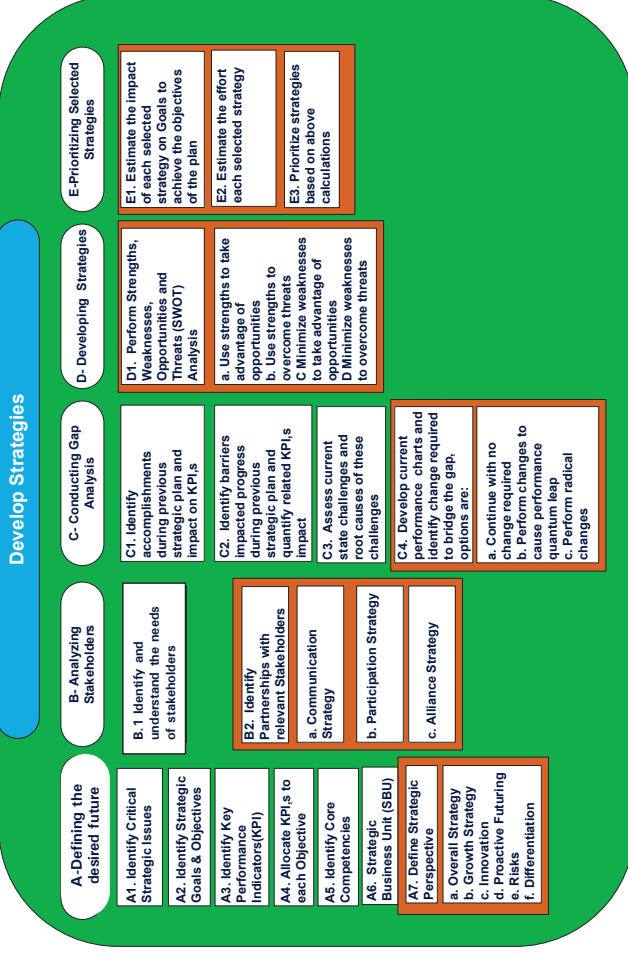 Develop Strategies
A -Defining the
desired future
A1. Identify Critical
Strategic Issues
A2. Identify Strategic
Goals & Objectives
A3. Identify Key
Performance
Indicators(KPI)
A4. Allocate KPI,s to
each Objective
A5. Identify Core
Competencies
A6. Strategic
Business Unit (SBU)
A7. Define Strategic
Perspective
a. Overall Strategy
b. Growth Strategy
c. Innovation
d. Proactive Futuring
e. Risks
f. Differentiation
B- Analyzing
Stakeholders
B.1 Identify and
understand the needs
of stakeholders
B2. Identify
Partnerships with
relevant Stakeholders
a. Communication
Strategy
b. Participation Strategy
c. Alliance Strategy
C- Conducting Gap
Analysis
C1. Identify
accomplishments
during previous
strategic plan and
impact on KPI,s
C2. Identify barriers
impacted progress
during previous
strategic plan and
quantify related KPI,s
impact
C3. Assess current
state challenges and
root causes of these
challenges
C4. Develop current
performance charts and
identify change required
to bridge the gap,
options are:
a. Continue with no
change required
b. Perform changes to
cause performance
quantum leap
c. Perform radical
changes
D- Developing Strategies
D1. Perform Strengths,
Weaknesses,
Opportunities and
Threats (SWOT)
Analysis
a. Use strengths to take
advantage of
opportunities
b. Use strengths to
overcome threats
C Minimize weaknesses
to take advantage of
opportunities
D Minimize weaknesses
to overcome threats
E-Prioritizing Selected
Strategies
E1. Estimate the impact
of each selected
strategy on Goals to
achieve the objectives
of the plan
E2. Estimate the effort
each selected strategy
E3. Prioritize strategies
based on above
calculations